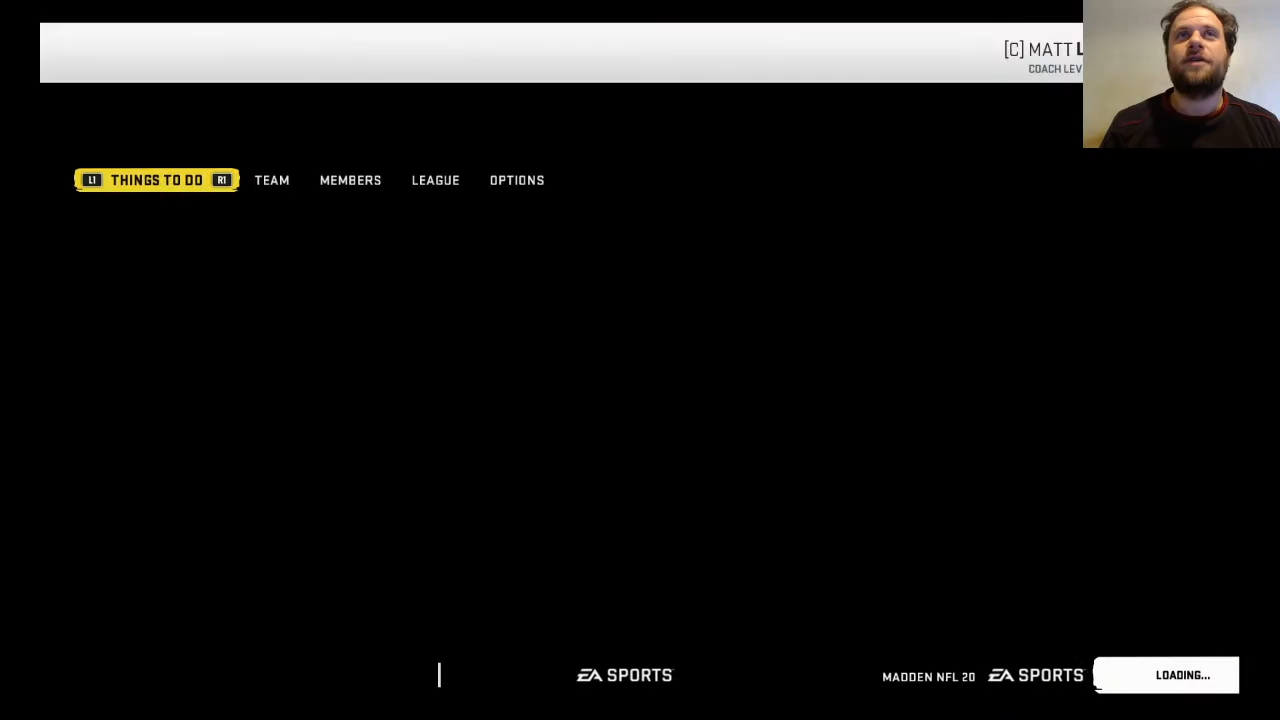 [C] MATT
COACH LEV
L1 THINGS TO DO R1 TEAM MEMBERS LEAGUE OPTIONS
EA SPORTS MADDEN NFL 20 EA SPORTS LOADING...